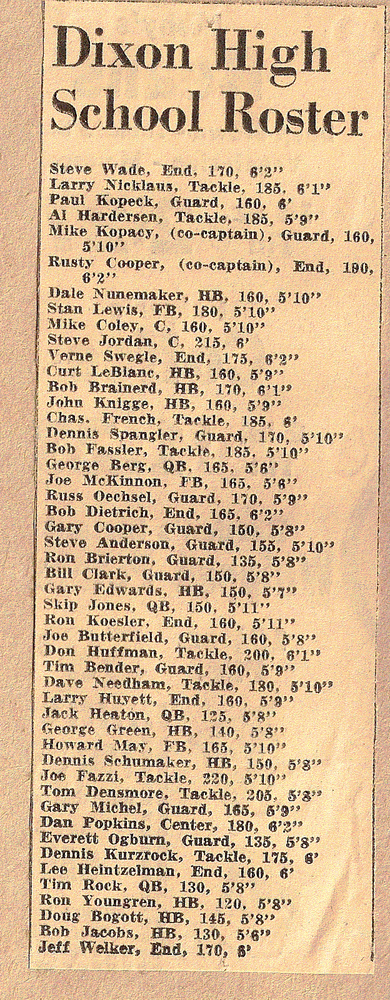 Dixon High
School Roster
Steve Wade, End, 170, 6'2"
Larry Nicklaus, Tackle, 185, 6'1"
Paul Kopeck, Guard, 160, 6'
Al Hardersen, Tackle, 185, 5'9"
Mike Kopacy, (co-captain), Guard, 160,
5'10"
Rusty Cooper, (co-captain), End, 190,
6'2"
Dale Nunemaker, HB, 160, 5'10"
Stan Lewis, FB, 180, 5'10"
Mike Coley, C, 160, 5'10"
Steve Jordan, C, 215, 6'
Verne Swegle, End, 175, 6'2"
Curt LeBlanc, HB, 160, 5'9"
Bob Brainerd, HB, 170, 6'1"
John Knigge, HB, 160, 5'9"
Chas. French, Tackle, 185, 6'
Dennis Spangler, Guard, 170, 5'10"
Bob Fassler, Tackle, 185, 5'10"
George Berg, QB, 165, 5'6"
Joe McKinnon, FB, 165, 5'6"
Russ Oechsel, Guard, 170, 5'9"
Bob Dietrich, End, 165, 6'2"
Gary Cooper, Guard, 150, 5'8"
Steve Anderson, Guard, 155, 5'10"
Ron Brierton, Guard, 135, 5'8"
Bill Clark, Guard, 150, 5'8"
Gary Edwards, HB, 150, 5'7"
Skip Jones, QB, 150, 5'11"
Ron Koesler, End, 160, 5'11"
Joe Butterfield, Guard, 160, 5'8"
Don Huffman, Tackle, 200, 6'1"
Tim Bender, Guard, 160, 5'9"
Dave Needham, Tackle, 180, 5'10"
Larry Huyett, End, 160, 5'9"
Jack Heaton, QB, 125, 5'8"
George Green, HB, 140, 5'8"
Howard May, FB, 165, 5'10"
Dennis Schumaker, HB, 150, 5'8"
Joe Fazzi, Tackle, 220, 5'10"
Tom Densmore, Tackle, 205, 5'8"
Gary Michel, Guard, 165, 5'9"
Dan Popkins, Center, 180, 6'2"
Everett Ogburn, Guard, 135, 5'8"
Dennis Kurzrock, Tackle, 175, 6'
Lee Heintzelman, End, 160, 6'
Tim Rock, QB, 130, 5'8"
Ron Youngren, HB, 120, 5'8"
Doug Bogott, HB, 145, 5'8"
Bob Jacobs, HB, 130, 5'6"
Jeff Welker, End, 170, 6'